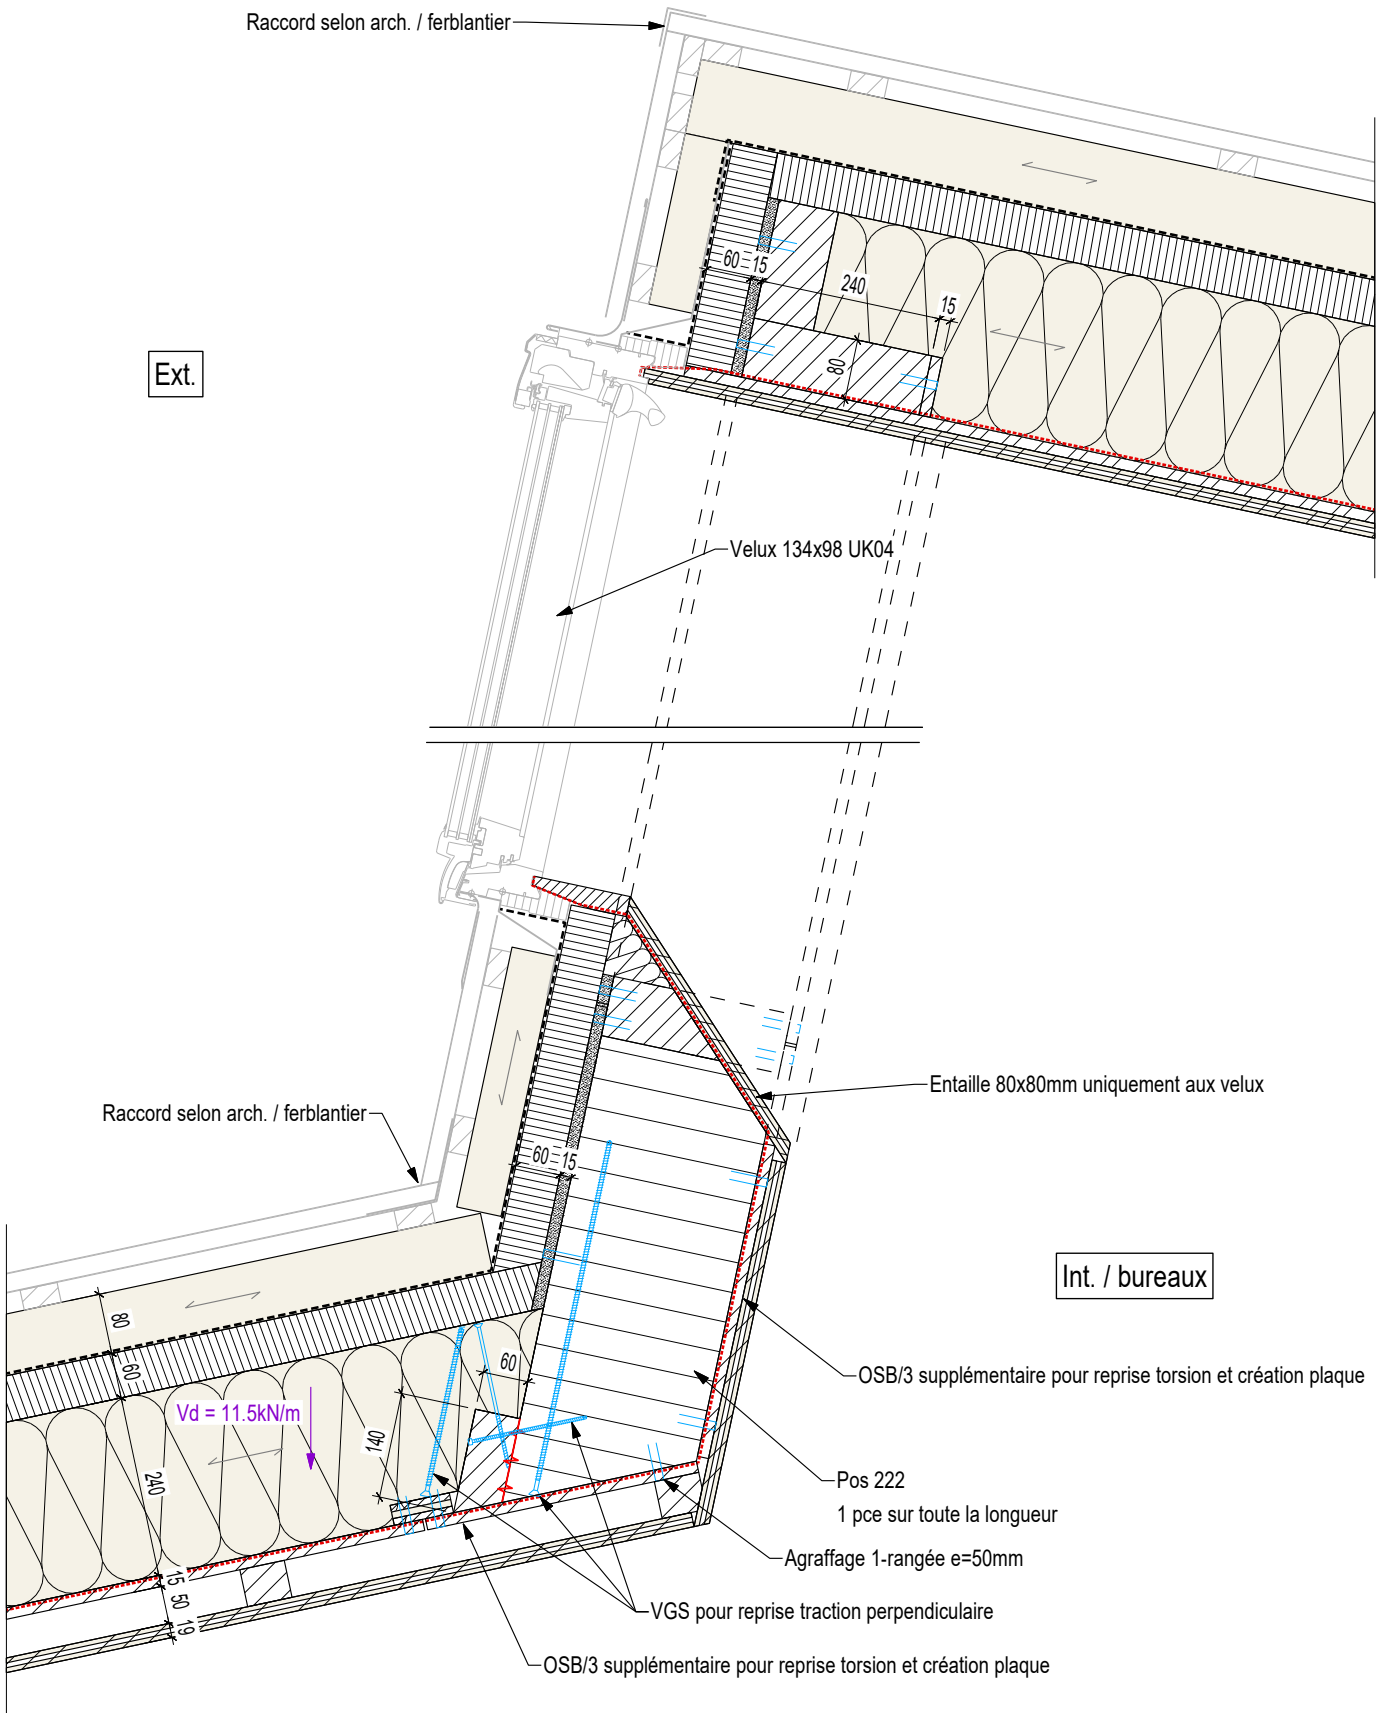 Raccord selon arch. / ferblantier
60
15
240
15
80
Ext.
Velux 134x98 UK04
Entaille 80x80mm uniquement aux velux
Raccord selon arch. / ferblantier
60
15
Int. / bureaux
80
60
60
OSB/3 supplémentaire pour reprise torsion et création plaque
Vd = 11.5kN/m
140
240
Pos 222
1 pce sur toute la longueur
Agraffage 1-rangée e=50mm
15
50
19
VGS pour reprise traction perpendiculaire
OSB/3 supplémentaire pour reprise torsion et création plaque